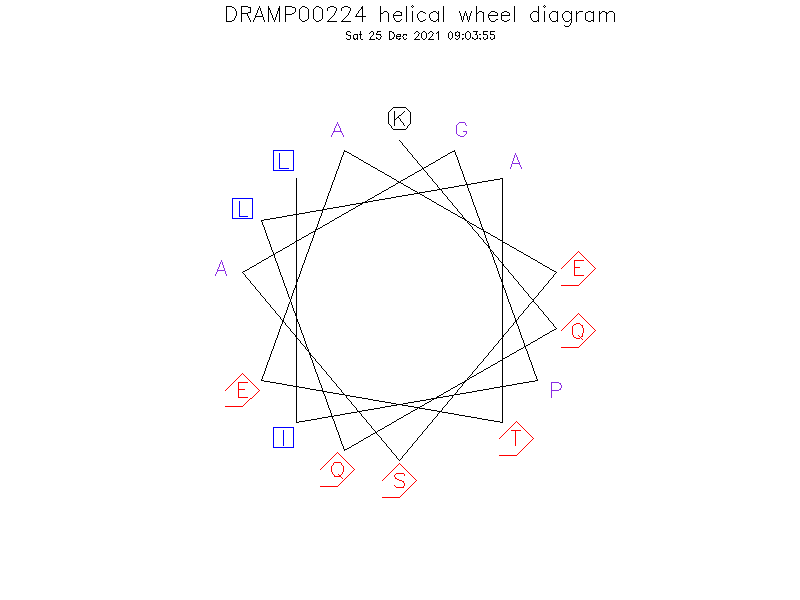 DRAMP00224 helical wheel diagram
Sat 25 Dec 2021 09:03:55
K
A
G
L
A
L
A
E
Q
E
P
I
T
Q
S